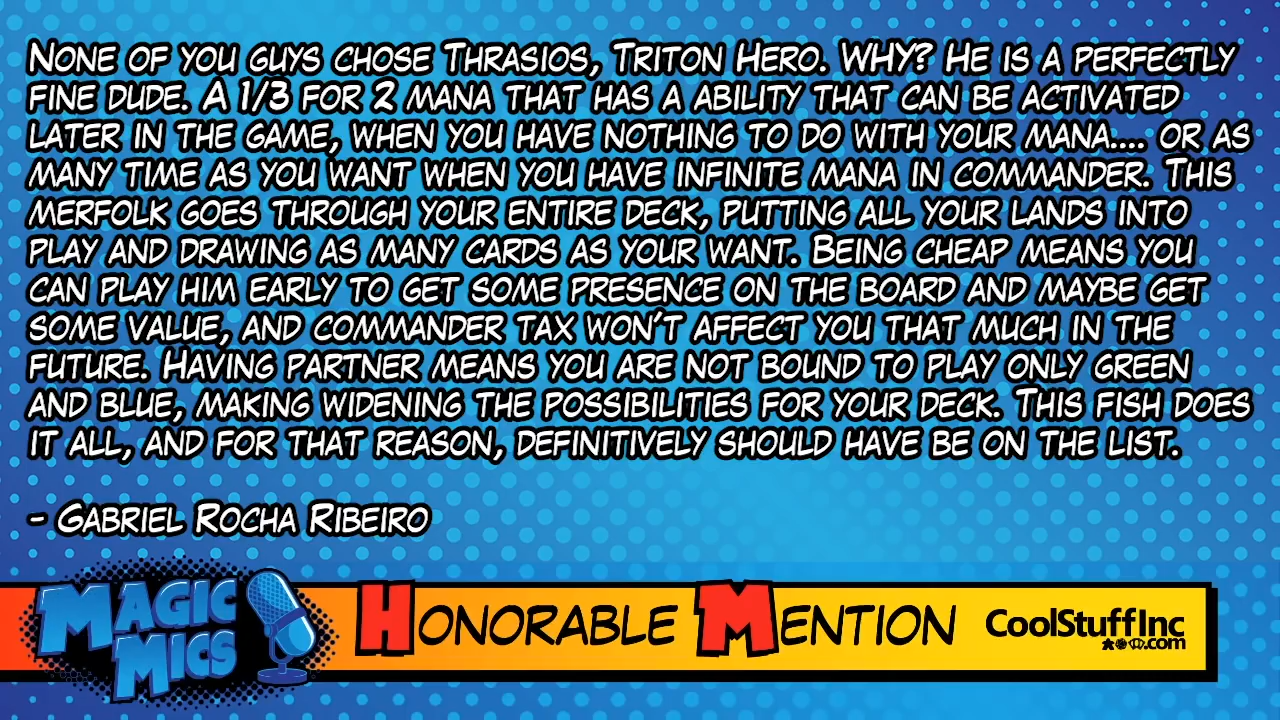 None of you guys chose Thrasios, Triton Hero. WHY? He is a perfectly
fine dude. A 1/3 for 2 mana that has a ability that can be activated
later in the game, when you have nothing to do with your mana.... or as
many time as you want when you have infinite mana in commander. This
merfolk goes through your entire deck, putting all your lands into
play and drawing as many cards as your want. Being cheap means you
can play him early to get some presence on the board and maybe get
some value, and commander tax won't affect you that much in the
future. Having partner means you are not bound to play only green
and blue, making widening the possibilities for your deck. This fish does
it all, and for that reason, definitively should have be on the list.
- Gabriel Rocha Ribeiro
Magic
Mics
Honorable Mention
CoolStuffInc
.com